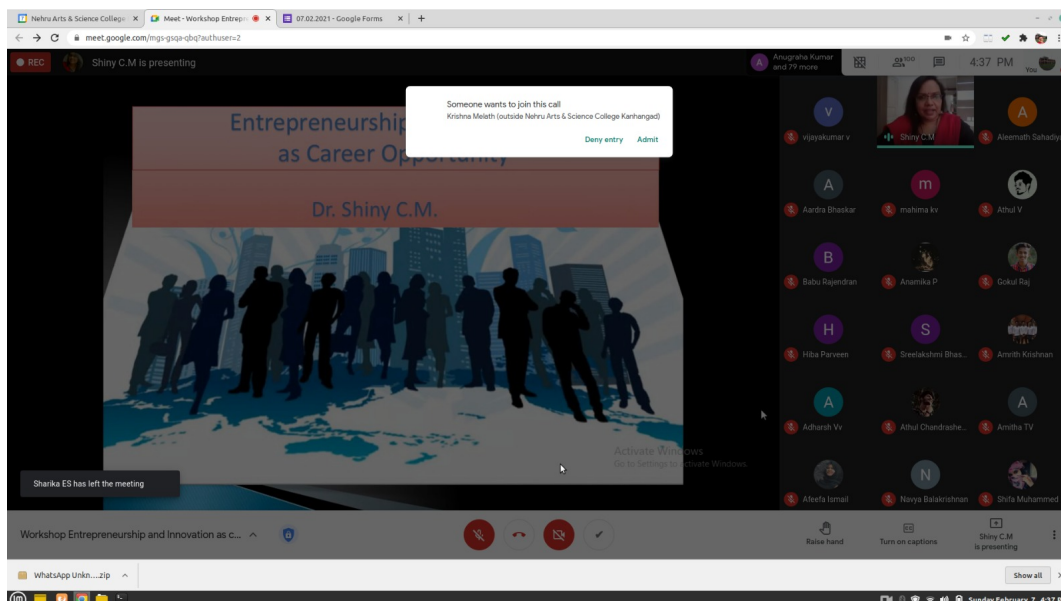 Nehru Arts & Science College
Meet - Workshop Entrepre
07.02.2021 - Google Forms
meet.google.com/mgs-gsqa-qbq?authuser=2
REC
Shiny C.M is presenting
A
Anugraha Kumar
and 79 more
100
4:37 PM
You
Someone wants to join this call
Krishna Melath (outside Nehru Arts & Science College Kanhangad)
Deny entry Admit
Entrepreneurship
as Career Opportunity
Dr. Shiny C.M.
V
vijayakumar v
Shiny C.M
A
Aleemath Sahadiy
A
Aardra Bhaskar
m
mahima kv
Athul V
B
Babu Rajendran
Anamika P
Gokul Raj
H
Hiba Parveen
S
Sreelakshmi Bhas...
Amrith Krishnan
A
Adharsh Vv
Athul Chandrashe...
A
Amitha TV
Afeefa Ismail
N
Navya Balakrishnan
Shifa Muhammed
Activate Windows
Go to Settings to activate Windows.
Sharika ES has left the meeting
Workshop Entrepreneurship and Innovation as c...
Raise hand
Turn on captions
Shiny C.M
is presenting
WhatsApp Unkn....zip
Show all
Sunday February 7, 4:37 P